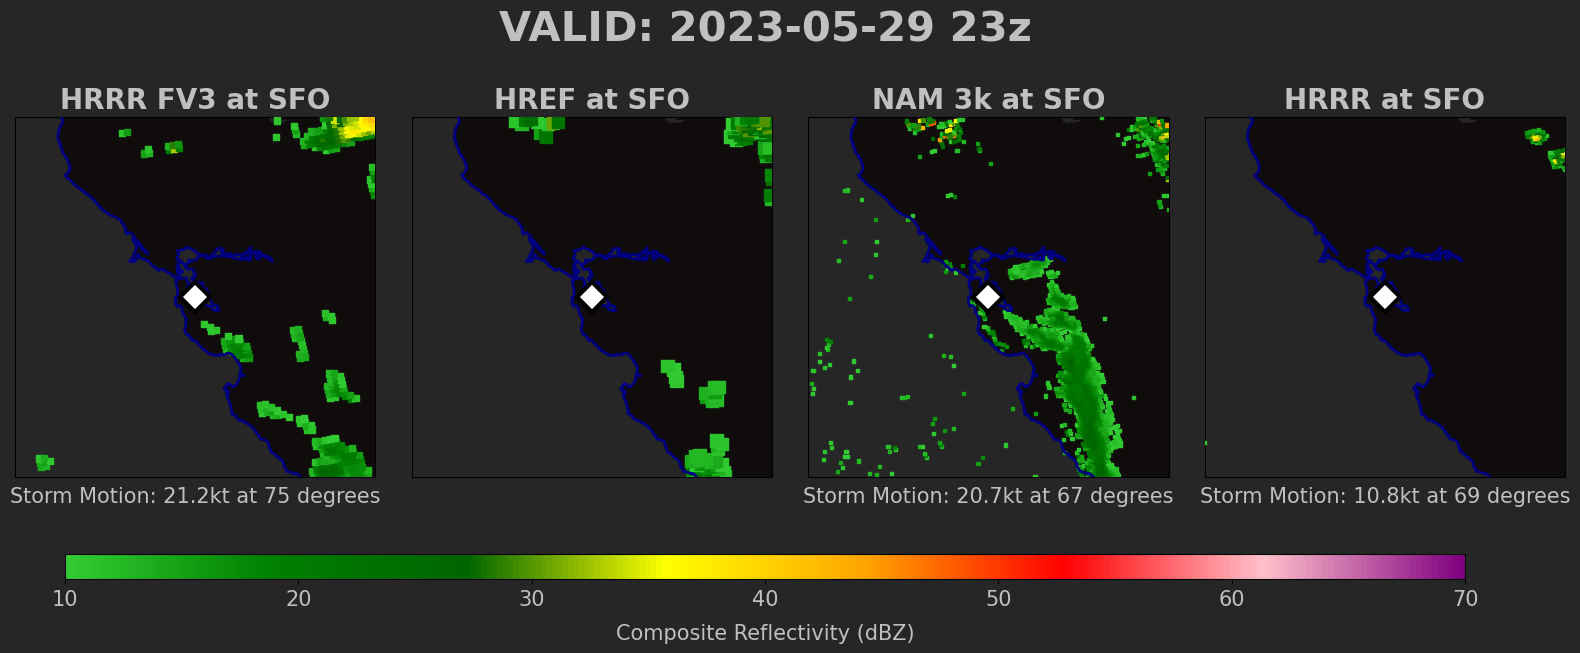 VALID: 2023-05-29 23z
HRRR FV3 at SFO
HREF at SFO
NAM 3k at SFO
HRRR at SFO
Storm Motion: 21.2kt at 75 degrees
Storm Motion: 20.7kt at 67 degrees
Storm Motion: 10.8kt at 69 degrees
10 20 30 40 50 60 70
Composite Reflectivity (dBZ)